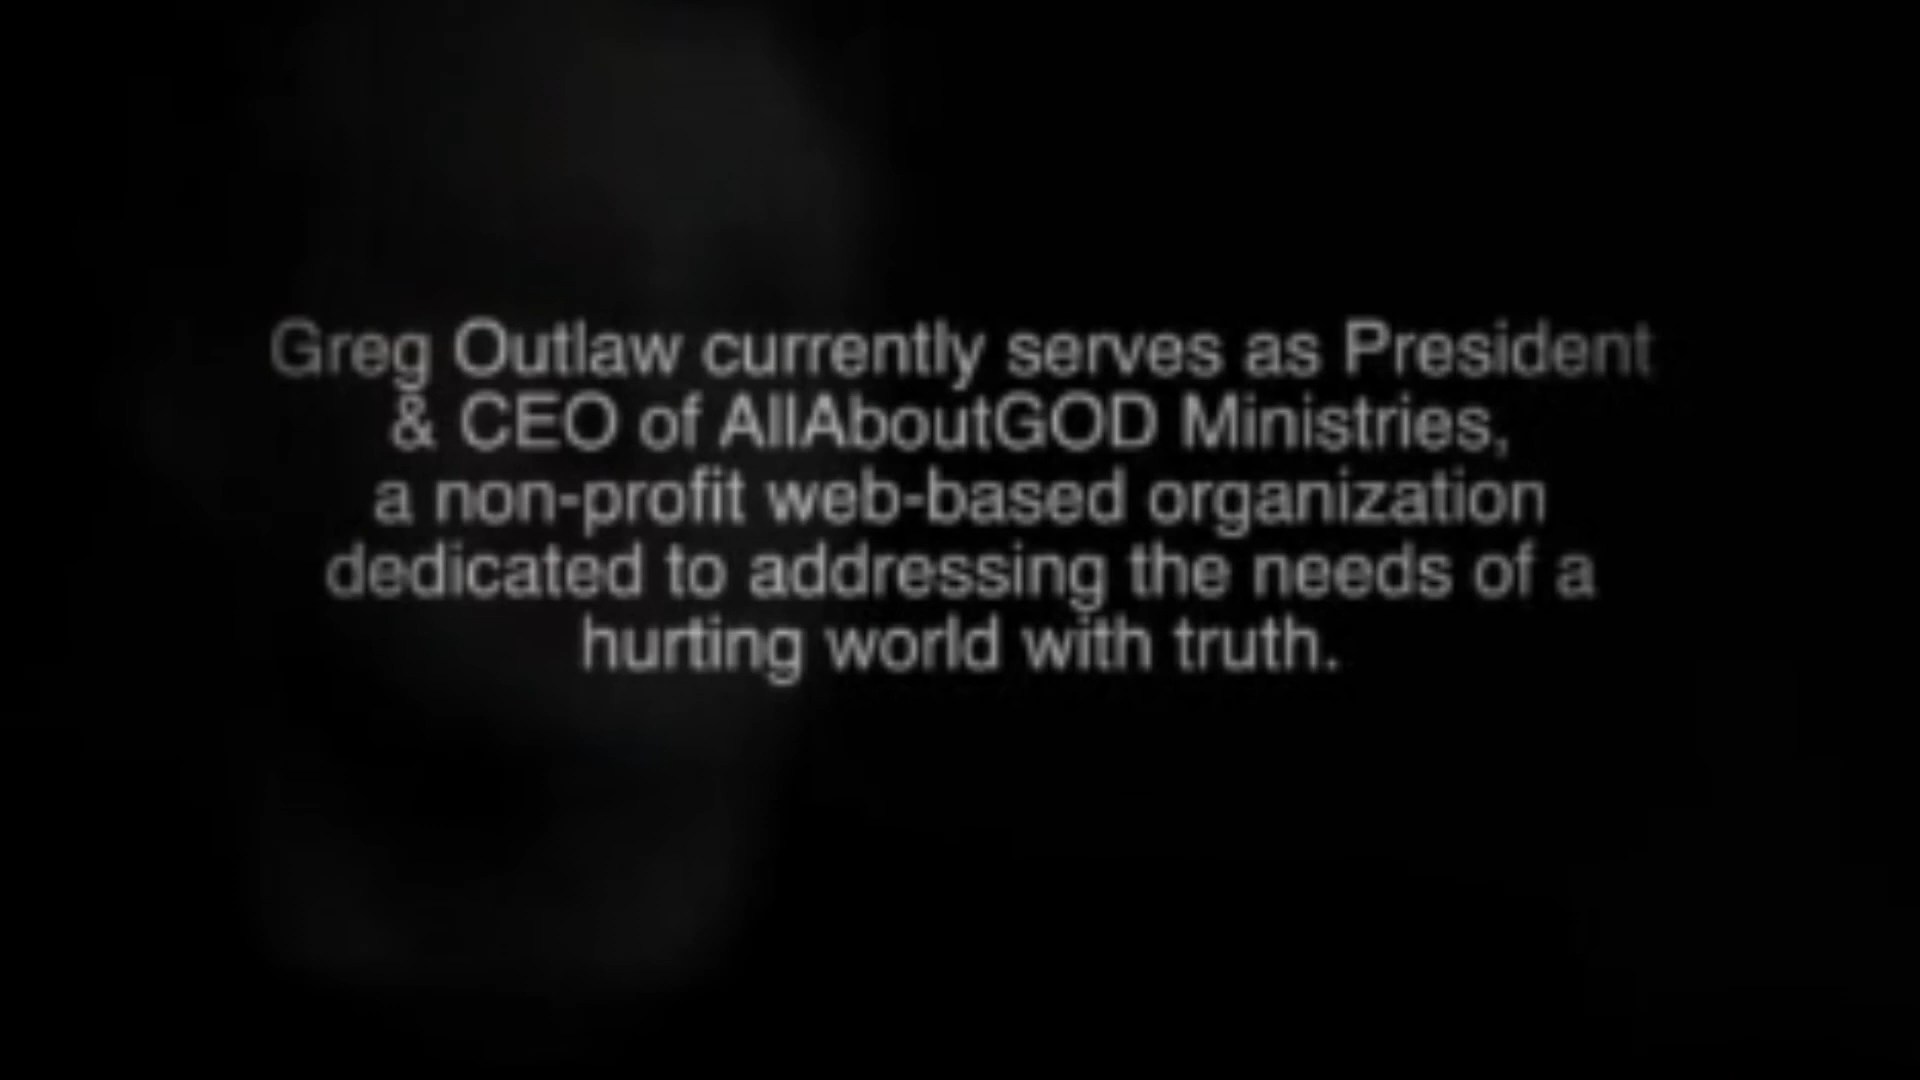 Greg Outlaw currently serves as President
& CEO of AllAboutGOD Ministries,
a non-profit web-based organization
dedicated to addressing the needs of a
hurting world with truth.